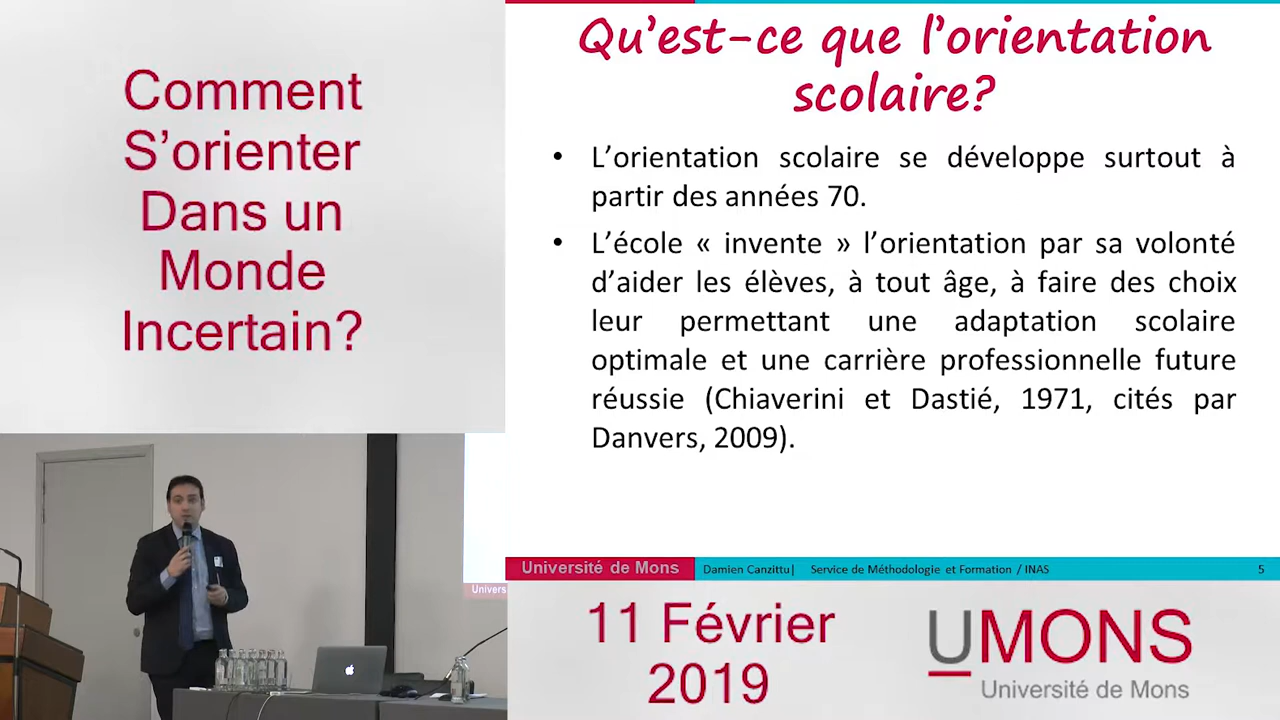 Comment
S'orienter
Dans un
Monde
Incertain?
Qu'est-ce que l'orientation
scolaire?
• L'orientation scolaire se développe surtout à
partir des années 70.
• L'école « invente » l'orientation par sa volonté
d'aider les élèves, à tout âge, à faire des choix
leur permettant une adaptation scolaire
optimale et une carrière professionnelle future
réussie (Chiaverini et Dastié, 1971, cités par
Danvers, 2009).
Université de Mons Damien Canzittu| Service de Méthodologie et Formation / INAS 5
Univers
11 Février
2019
UMONS
Université de Mons